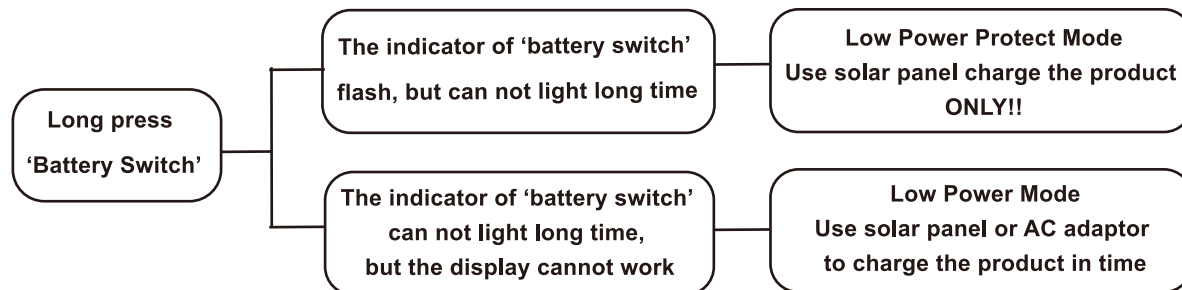 Long press
‘Battery Switch’
The indicator of ‘battery switch’
flash, but can not light long time
Low Power Protect Mode
Use solar panel charge the product
ONLY!!
The indicator of ‘battery switch’
can not light long time,
but the display cannot work
Low Power Mode
Use solar panel or AC adaptor
to charge the product in time